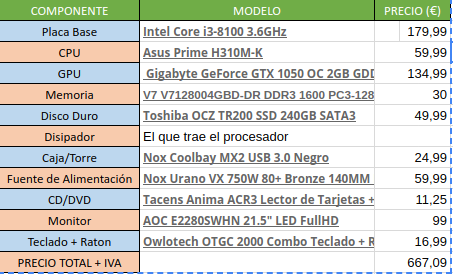 COMPONENTE MODELO PRECIO (€)
Placa Base Intel Core i3-8100 3.6GHz 179,99
CPU Asus Prime H310M-K 59,99
GPU Gigabyte GeForce GTX 1050 OC 2GB GDD 134,99
Memoria V7 V7128004GBD-DR DDR3 1600 PC3-128 30
Disco Duro Toshiba OCZ TR200 SSD 240GB SATA3 49,99
Disipador El que trae el procesador
Caja/Torre Nox Coolbay MX2 USB 3.0 Negro 24,99
Fuente de Alimentación Nox Urano VX 750W 80+ Bronze 140MM 59,99
CD/DVD Tacens Anima ACR3 Lector de Tarjetas + 11,25
Monitor AOC E2280SWHN 21.5" LED FullHD 99
Teclado + Raton Owlotech OTGC 2000 Combo Teclado + R 16,99
PRECIO TOTAL + IVA 667,09